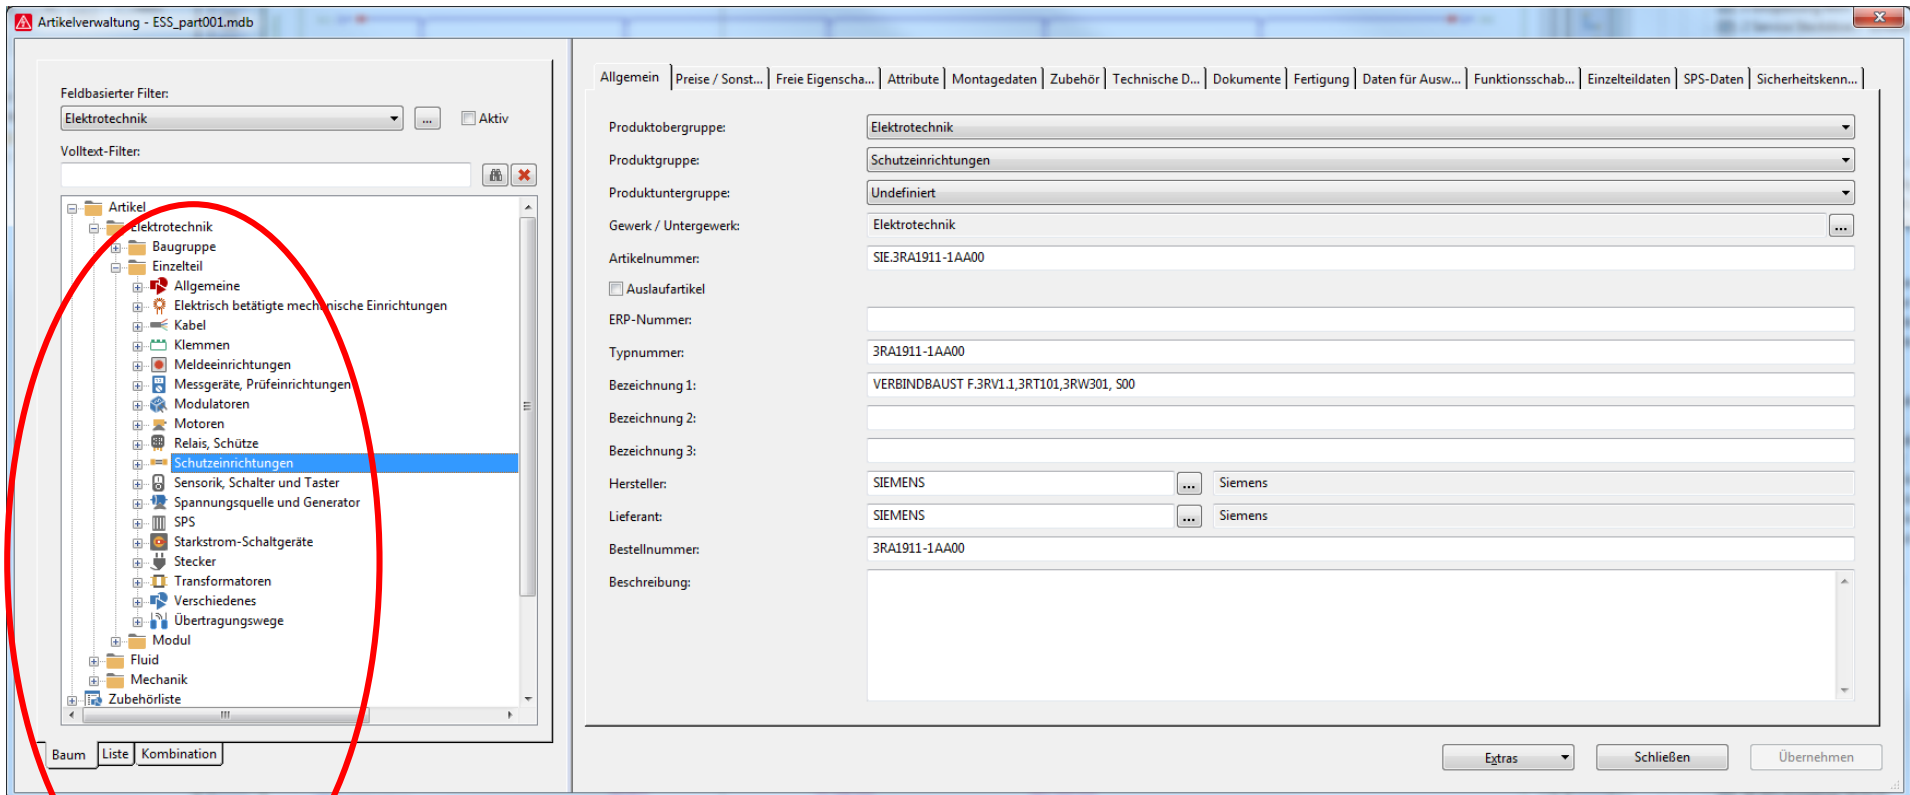 Artikelverwaltung - ESS_part001.mdb
Feldbasierter Filter:
Elektrotechnik
...
Aktiv
Volltext-Filter:
Artikel
Elektrotechnik
Baugruppe
Einzelteil
Allgemeine
Elektrisch betätigte mechanische Einrichtungen
Kabel
Klemmen
Meldeeinrichtungen
Messgeräte, Prüfeinrichtungen
Modulatoren
Motoren
Relais, Schütze
Schutzeinrichtungen
Sensorik, Schalter und Taster
Spannungsquelle und Generator
SPS
Starkstrom-Schaltgeräte
Stecker
Transformatoren
Verschiedenes
Übertragungswege
Modul
Fluid
Mechanik
Zubehörliste
Baum Liste Kombination
Allgemein Preise / Sonst... Freie Eigenscha... Attribute Montagedaten Zubehör Technische D... Dokumente Fertigung Daten für Ausw... Funktionsschab... Einzelteildaten SPS-Daten Sicherheitskenn...
Produktobergruppe: Elektrotechnik
Produktgruppe: Schutzeinrichtungen
Produktuntergruppe: Undefiniert
Gewerk / Untergewerk: Elektrotechnik ...
Artikelnummer: SIE.3RA1911-1AA00
Auslaufartikel
ERP-Nummer:
Typnummer: 3RA1911-1AA00
Bezeichnung 1: VERBINDBAUST F.3RV1.1,3RT101,3RW301, S00
Bezeichnung 2:
Bezeichnung 3:
Hersteller: SIEMENS ... Siemens
Lieferant: SIEMENS ... Siemens
Bestellnummer: 3RA1911-1AA00
Beschreibung:
Extras Schließen Übernehmen